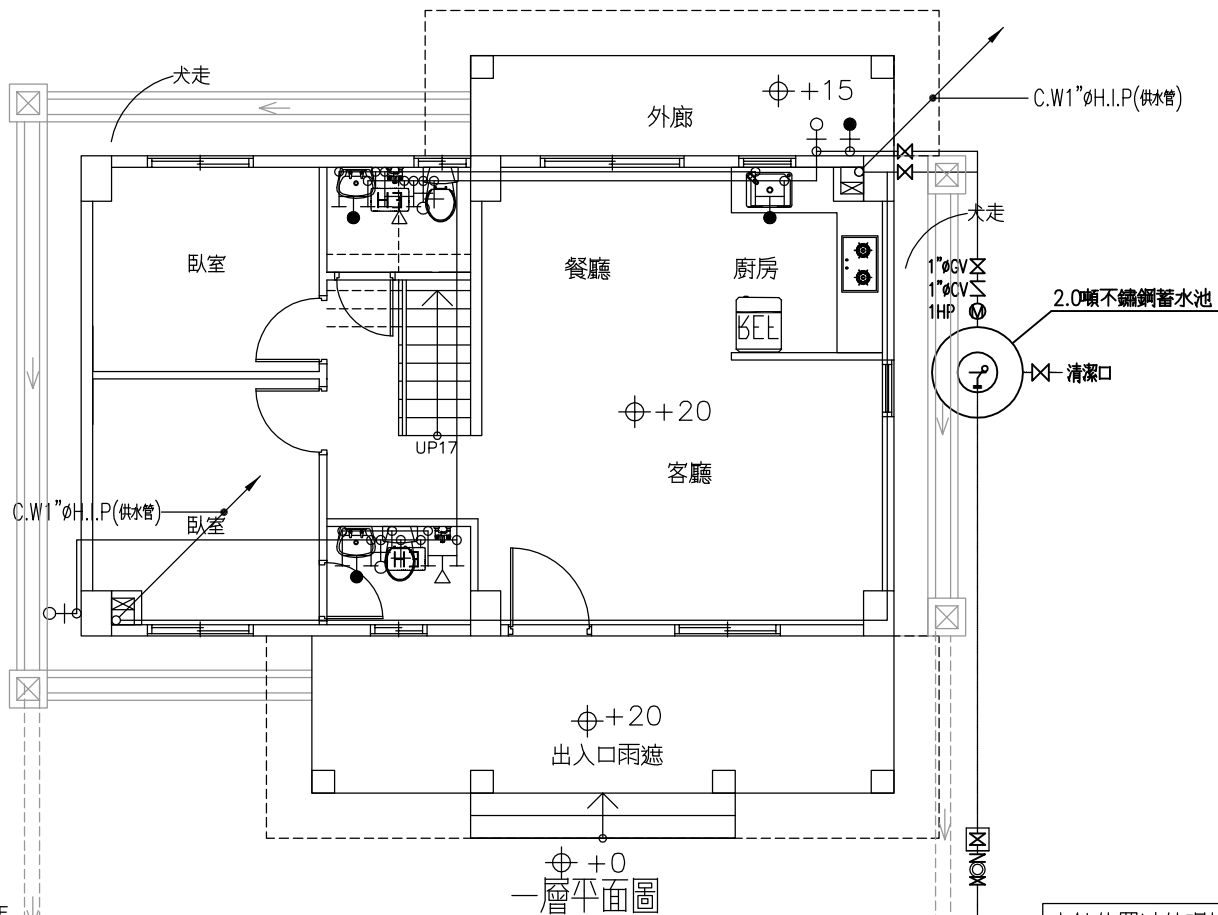 犬走
+15
外廊
C.W1"øH.I.P(供水管)
犬走
臥室
餐廳
廚房
1"øGV
1"øCV
1HP M
2.0噸不鏽鋼蓄水池
REF
清潔口
+20
UP17
客廳
C.W1"øH.I.P(供水管)
臥室
+20
出入口雨遮
+0
一層平面圖